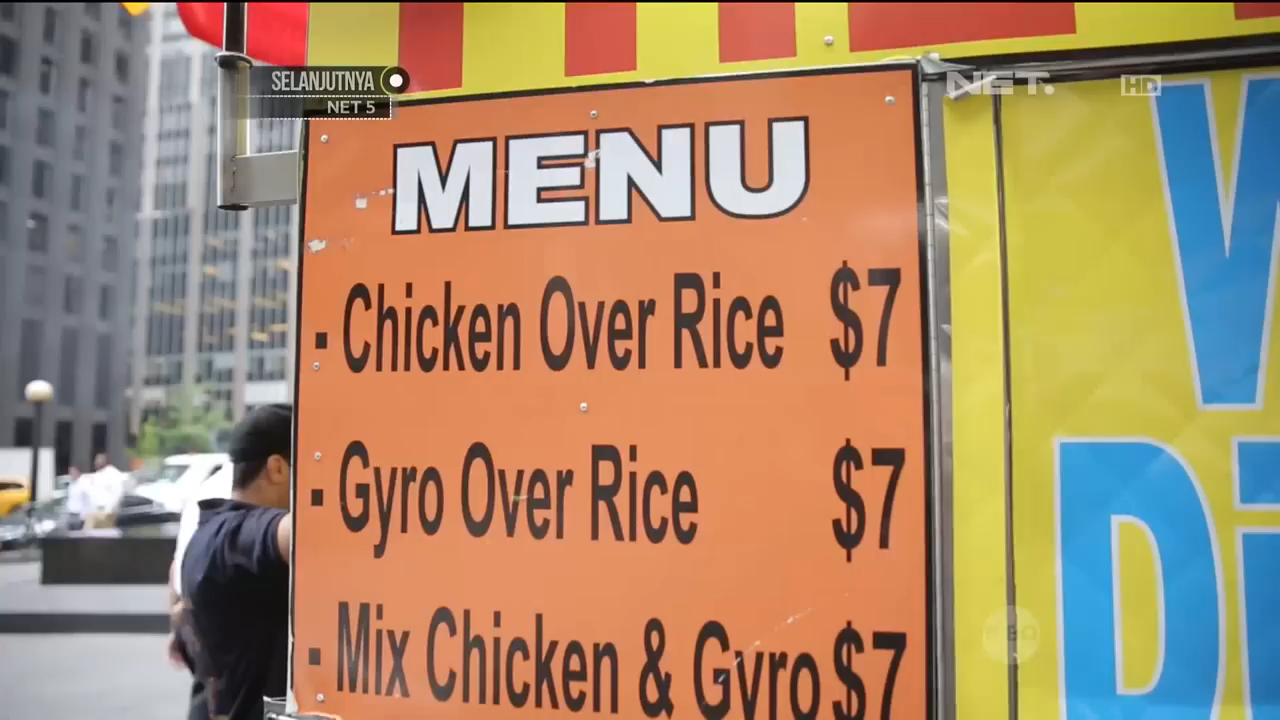 SELANJUTNYA
NET 5
NET.
HD
MENU
- Chicken Over Rice $7
- Gyro Over Rice $7
- Mix Chicken & Gyro $7